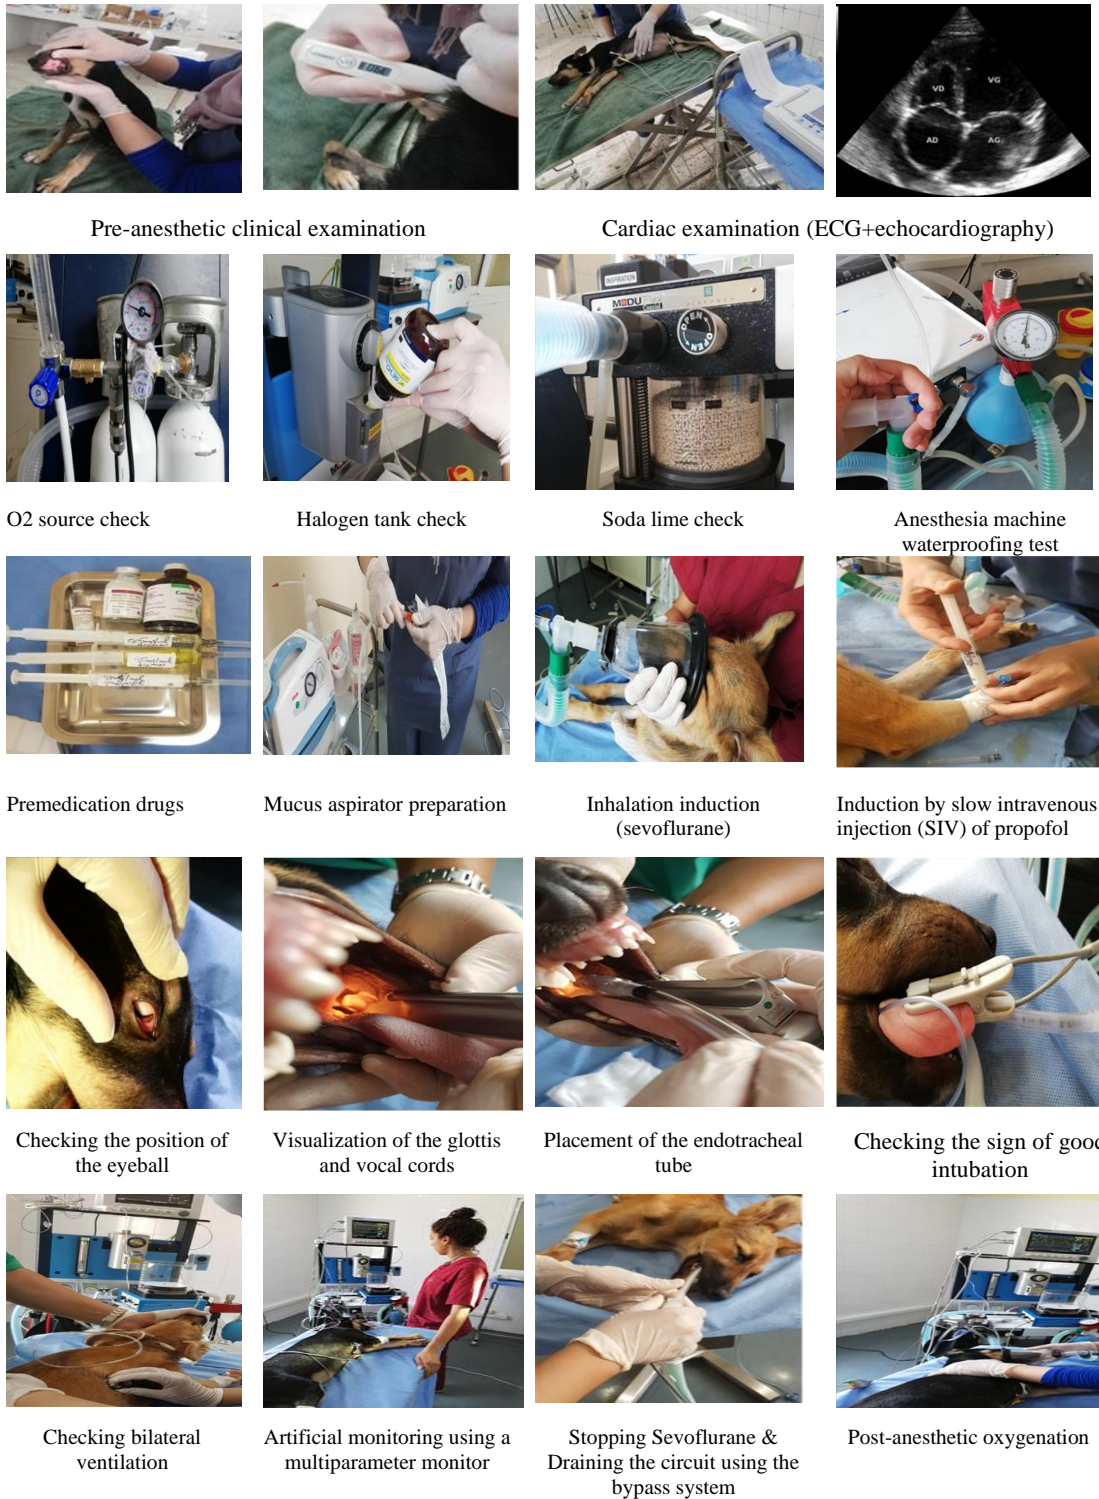 VD
VG
AD
AG
Pre-anesthetic clinical examination
Cardiac examination (ECG+echocardiography)
INSPIRATION
OPEN
OPEN
O2 source check
Halogen tank check
Soda lime check
Anesthesia machine
waterproofing test
Premedication drugs
Mucus aspirator preparation
Inhalation induction
(sevoflurane)
Induction by slow intravenous
injection (SIV) of propofol
Checking the position of
the eyeball
Visualization of the glottis
and vocal cords
Placement of the endotracheal
tube
Checking the sign of good
intubation
Checking bilateral
ventilation
Artificial monitoring using a
multiparameter monitor
Stopping Sevoflurane &
Draining the circuit using the
bypass system
Post-anesthetic oxygenation